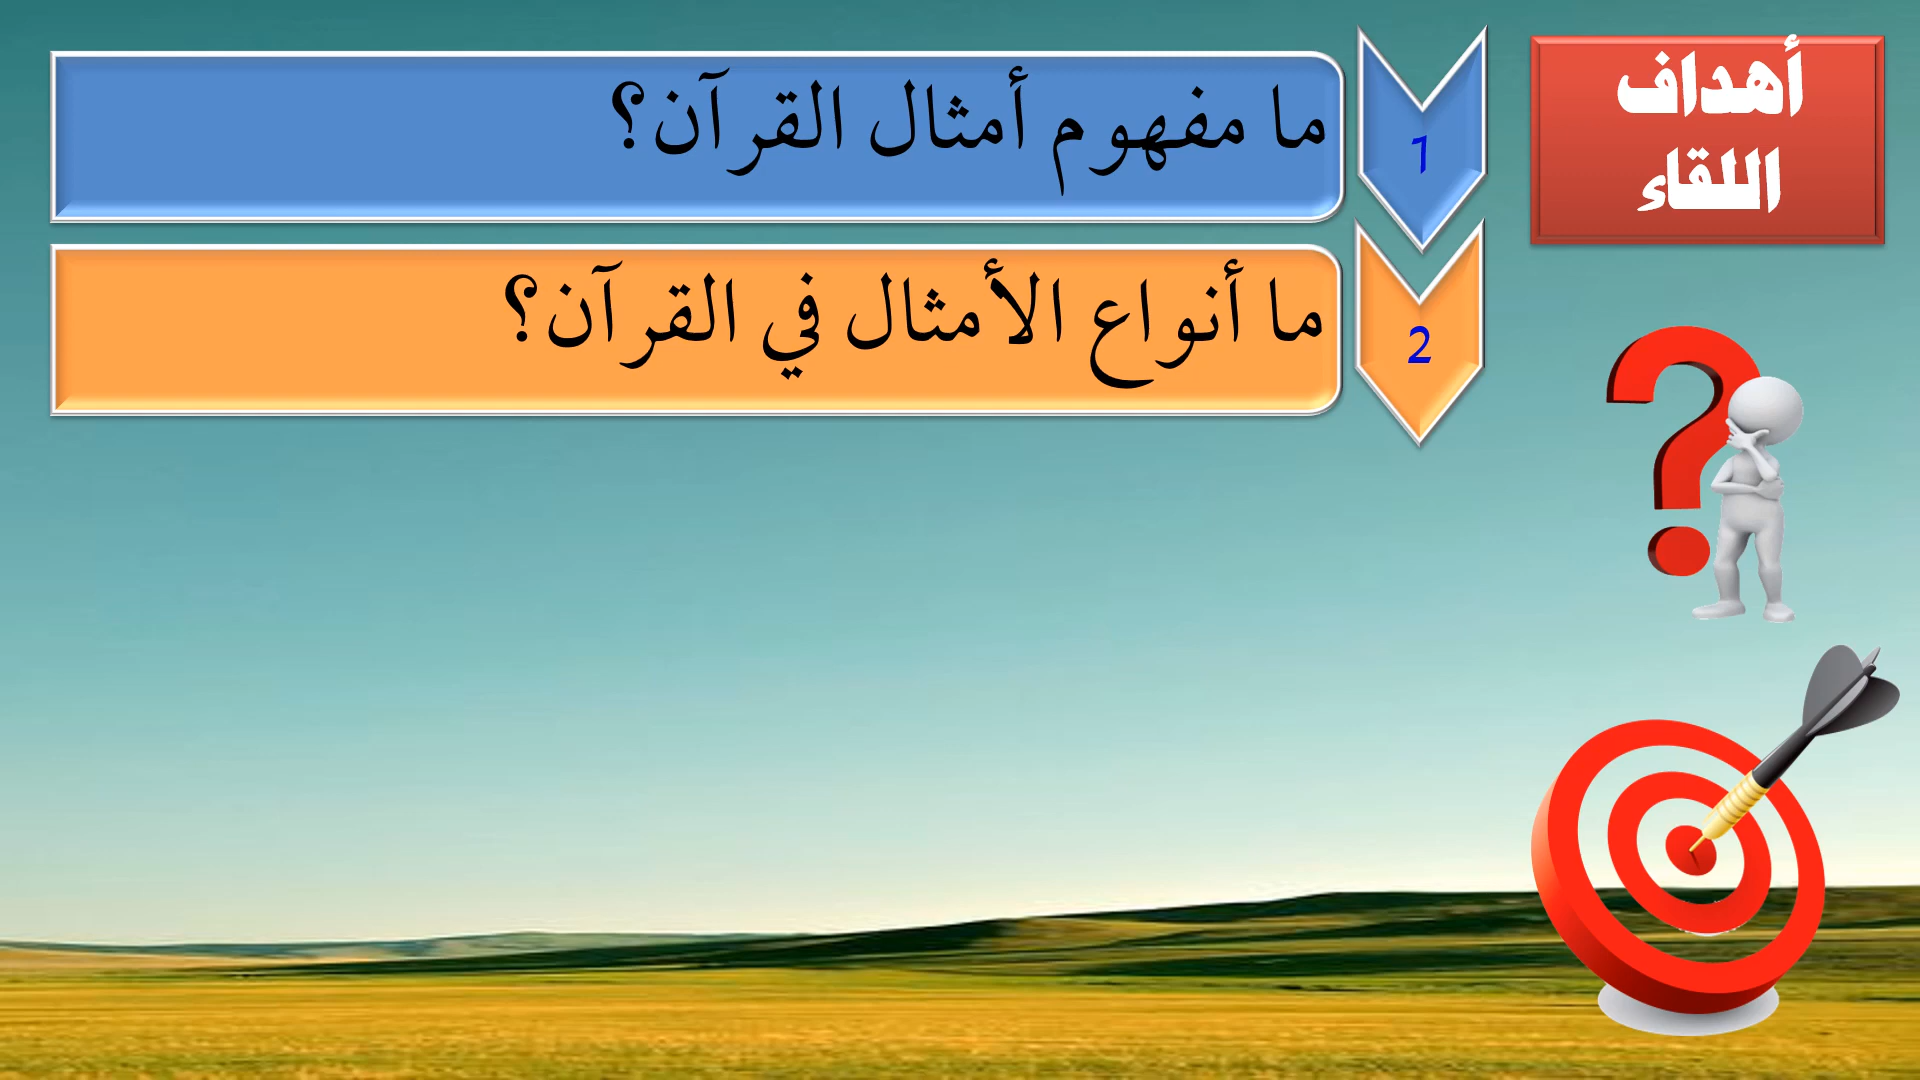 أهداف
اللقاء
1
ما مفهوم أمثال القرآن؟
2
ما أنواع الأمثال في القرآن؟